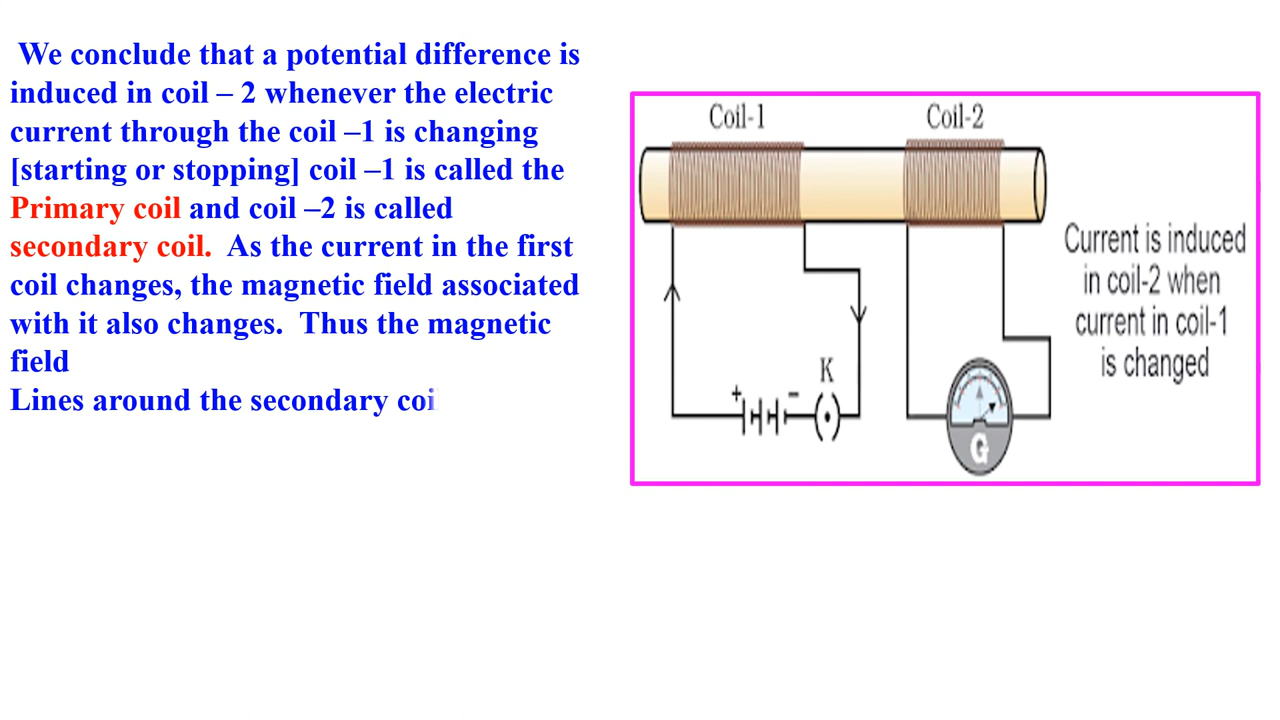 We conclude that a potential difference is
induced in coil – 2 whenever the electric
current through the coil –1 is changing
[starting or stopping] coil –1 is called the
Primary coil and coil –2 is called
secondary coil.  As the current in the first
coil changes, the magnetic field associated
with it also changes.  Thus the magnetic
field
Lines around the secondary coi
Coil-1
Coil-2
Current is induced
in coil-2 when
current in coil-1
is changed
K
+
–
G